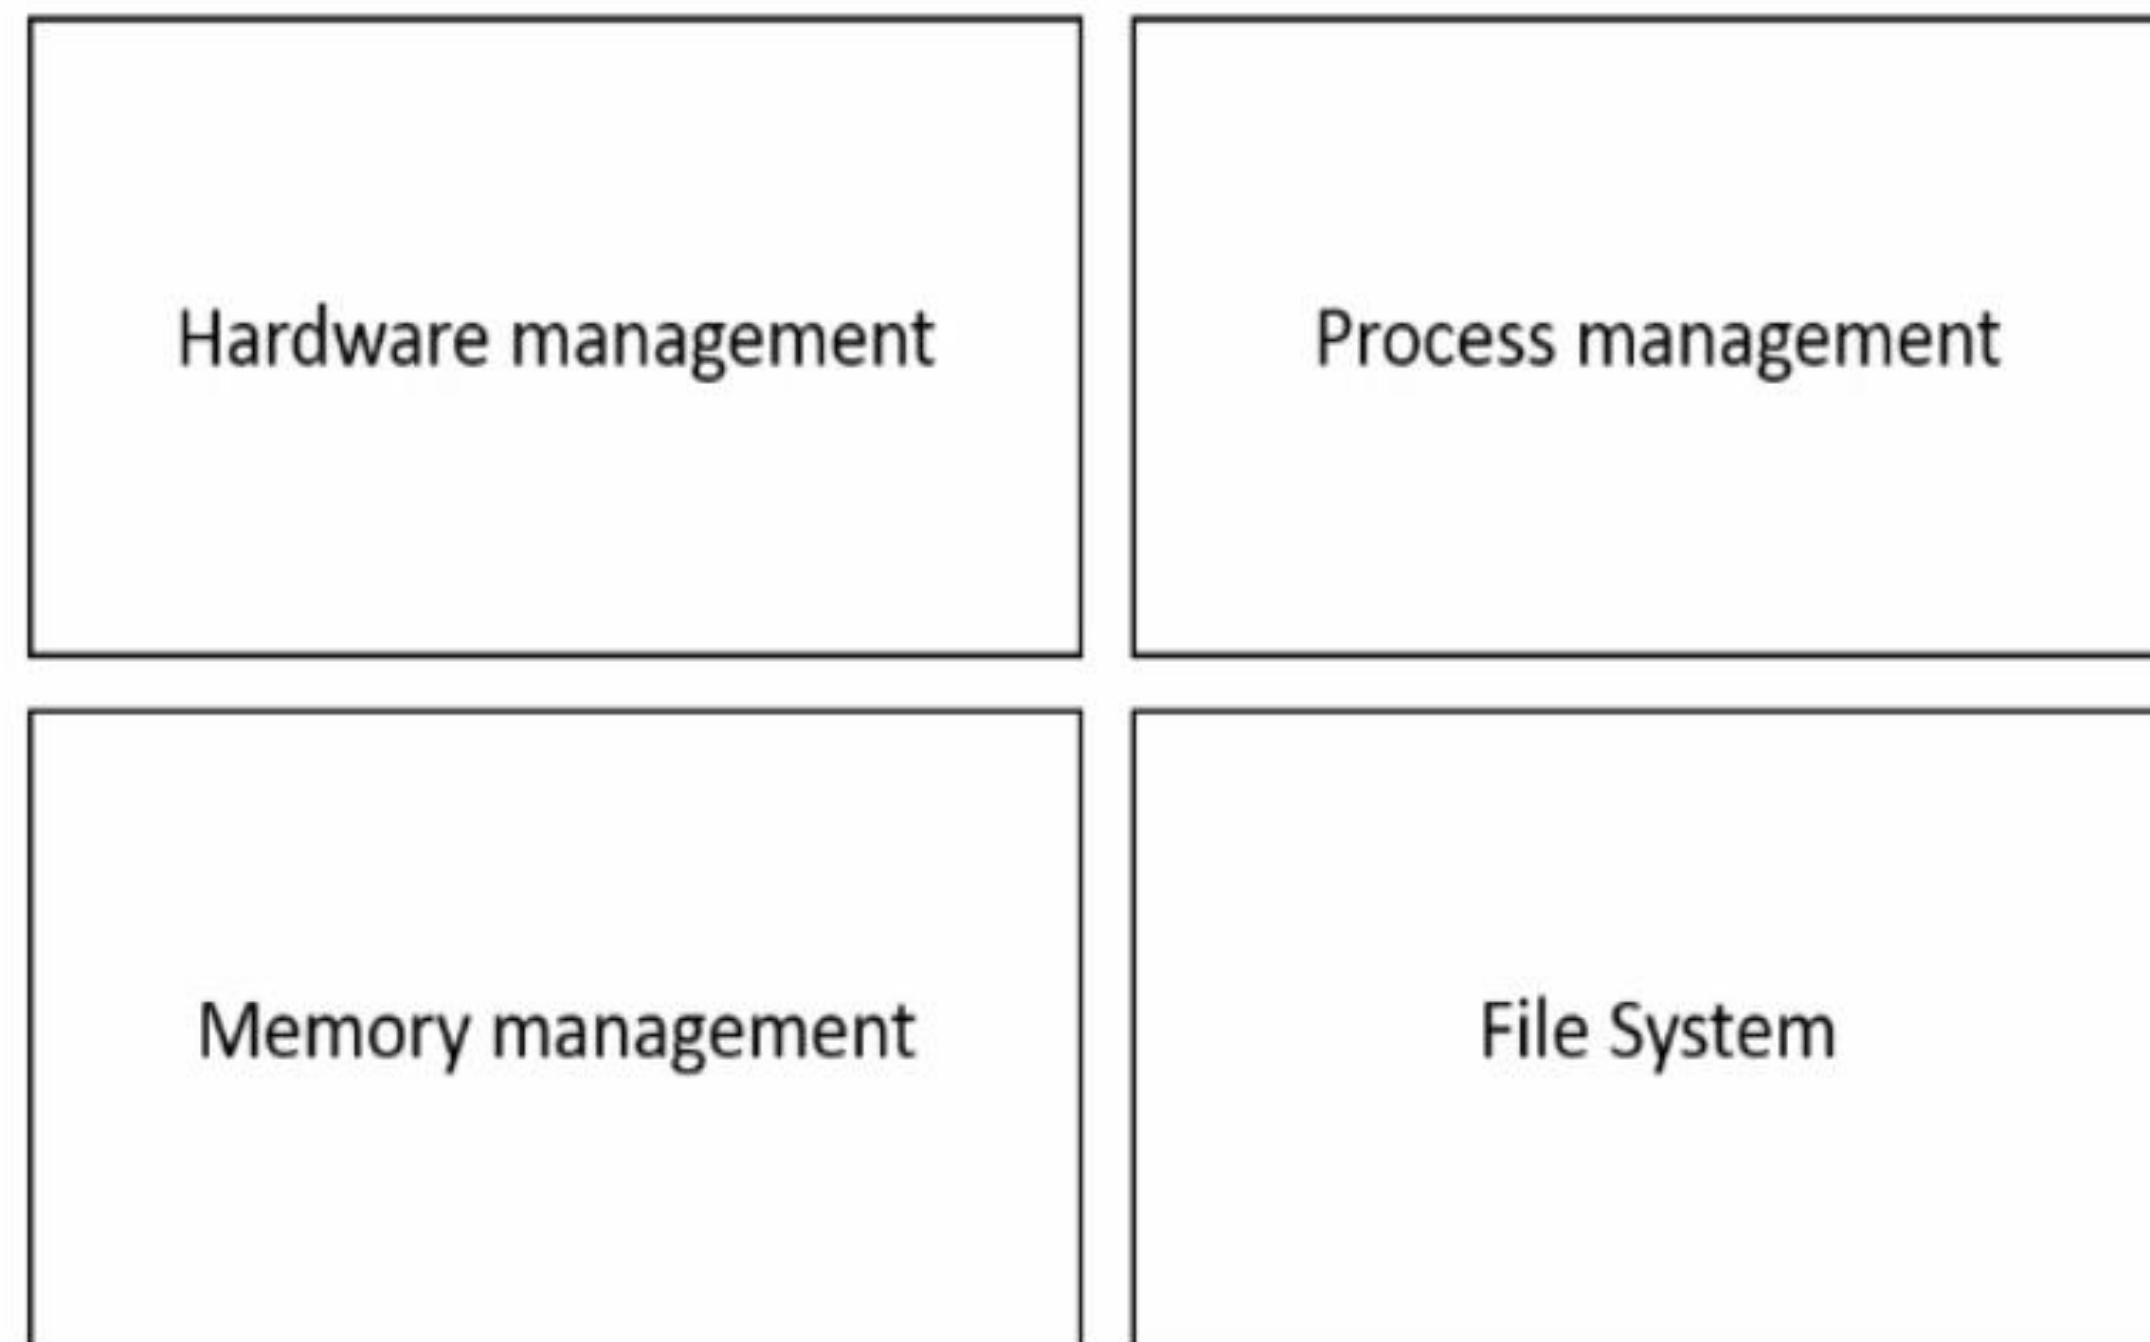 Hardware management
Process management
Memory management
File System